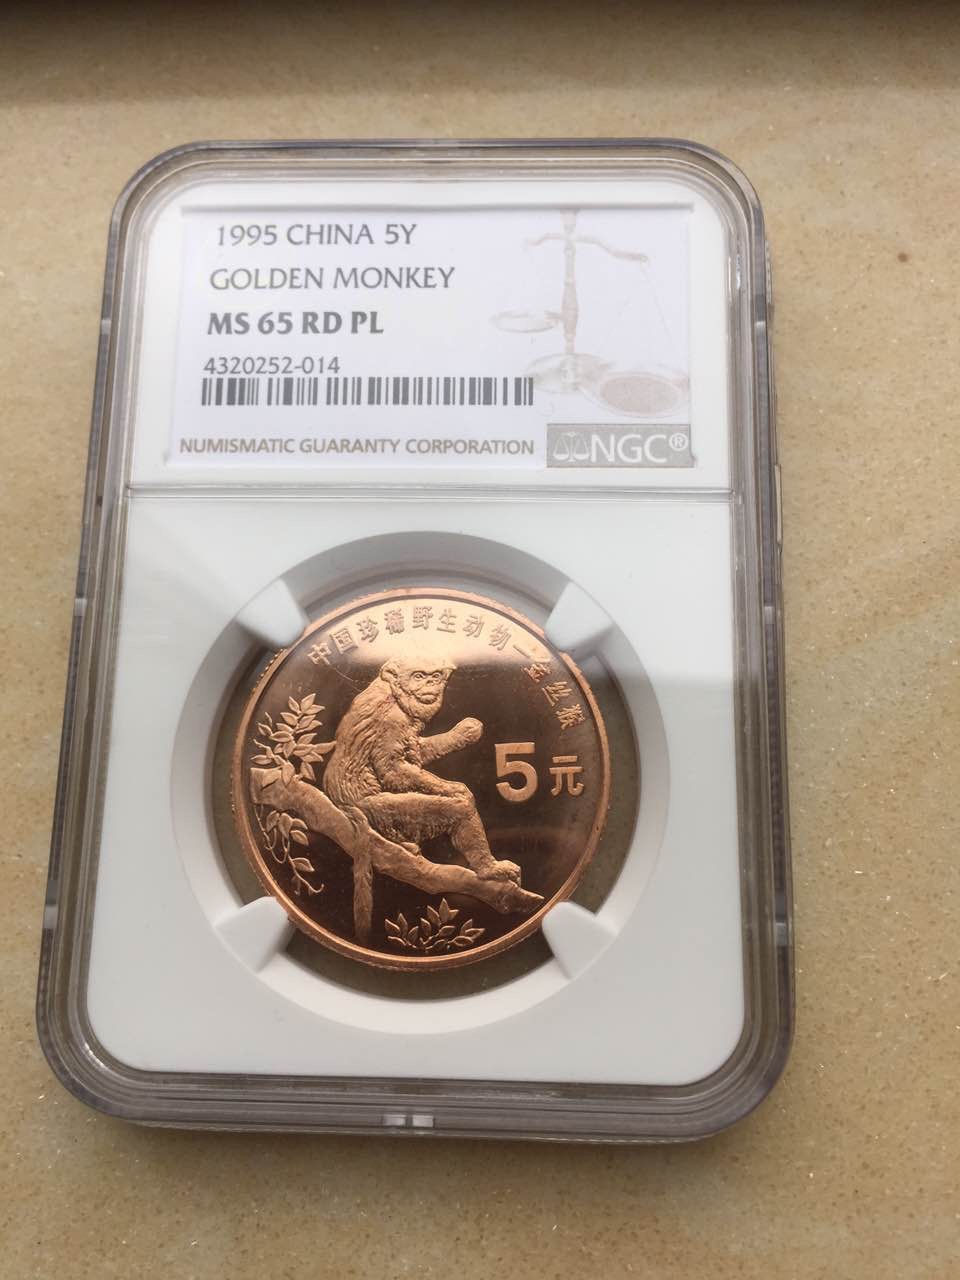 1995 CHINA 5Y
GOLDEN MONKEY
MS 65 RD PL
4320252-014
NUMISMATIC GUARANTY CORPORATION
NGC®
中国珍稀野生动物—金丝猴
5元